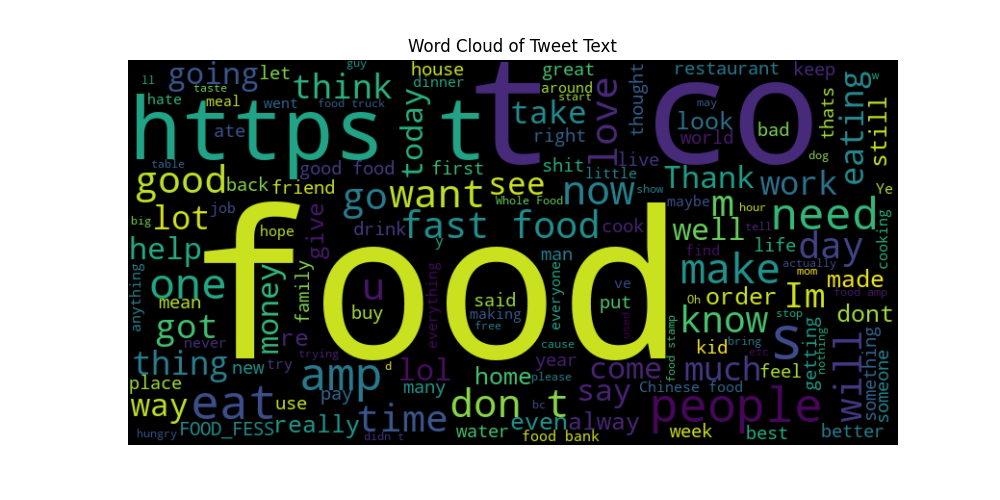 Word Cloud of Tweet Text
ll
going
let
guy
house
great
restaurant
keep
w
taste
think
dinner
around
hate
meal
went
food truck
start
thought
may
thats
https t
t co
today
take
love
look
bad
eating
still
ate
right
world
table
good food
first
shit
live
dog
little
good
back
friend
go
want
see
now
show
Thank
work
Ye
Whole Food
maybe
hour
big
lot
job
hope
give
drink
fast food
cook
m
well
tell
need
help
food
y
man
find
life
day
cooking
anything
one
money
family
u
everything
said
everyone
ve
make
actually
mom
made
mean
buy
making
put
Oh
order
Im
food amp
got
free
used
know
stop
dont
never
re
cause
s
kid
bring
getting
nothing
thing
new
try
trying
d
lol
year
come
food stamp
much
etc
feel
will
something
someone
place
amp
many
home
please
say
Chinese food
pay
way
eat
use
time
don t
bc
people
FOOD_FESS
really
even
alway
hungry
didn t
water
food bank
week
best
better